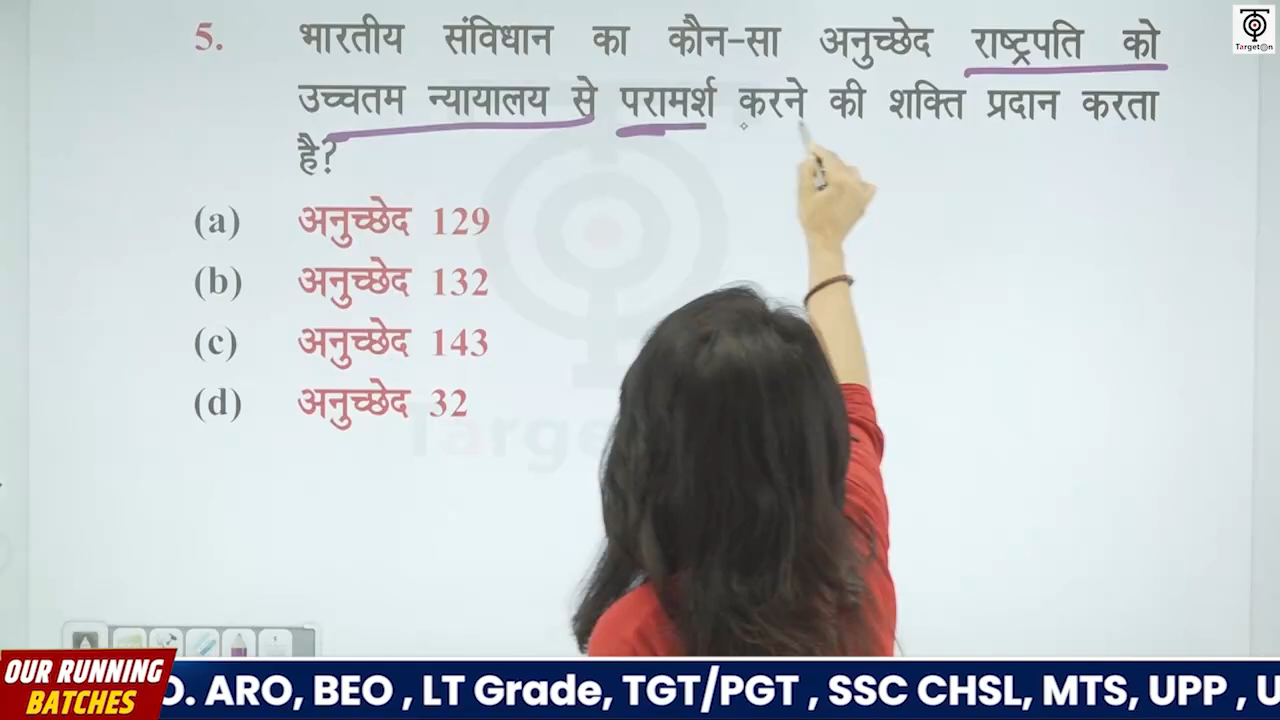 Target@n
5. भारतीय संविधान का कौन-सा अनुच्छेद राष्ट्रपति को
उच्चतम न्यायालय से परामर्श करने की शक्ति प्रदान करता
है?
(a) अनुच्छेद 129
(b) अनुच्छेद 132
(c) अनुच्छेद 143
(d) अनुच्छेद 32
OUR RUNNING
BATCHES
O. ARO, BEO , LT Grade, TGT/PGT , SSC CHSL, MTS, UPP , U